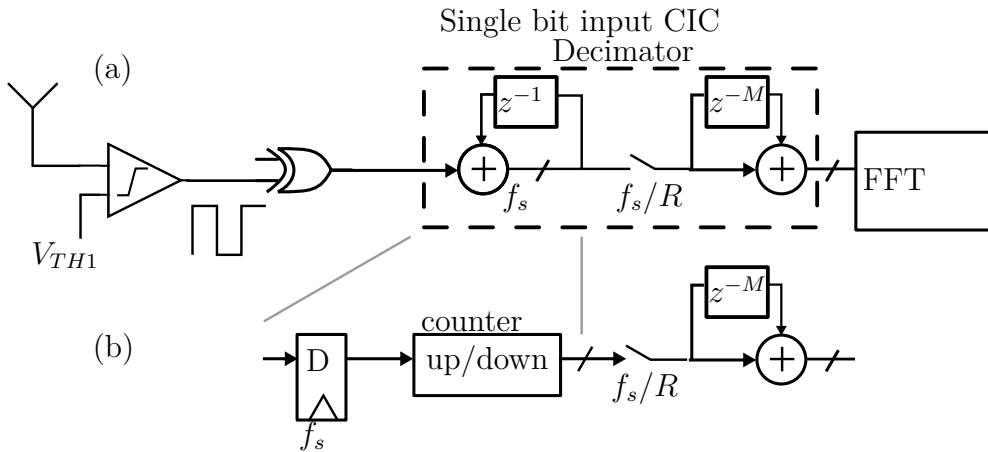 Single bit input CIC
Decimator
(a)
z⁻¹
z⁻ᴹ
+
+
f_s
f_s/R
FFT
V_{TH1}
z⁻ᴹ
counter
(b)
D
up/down
+
f_s/R
f_s